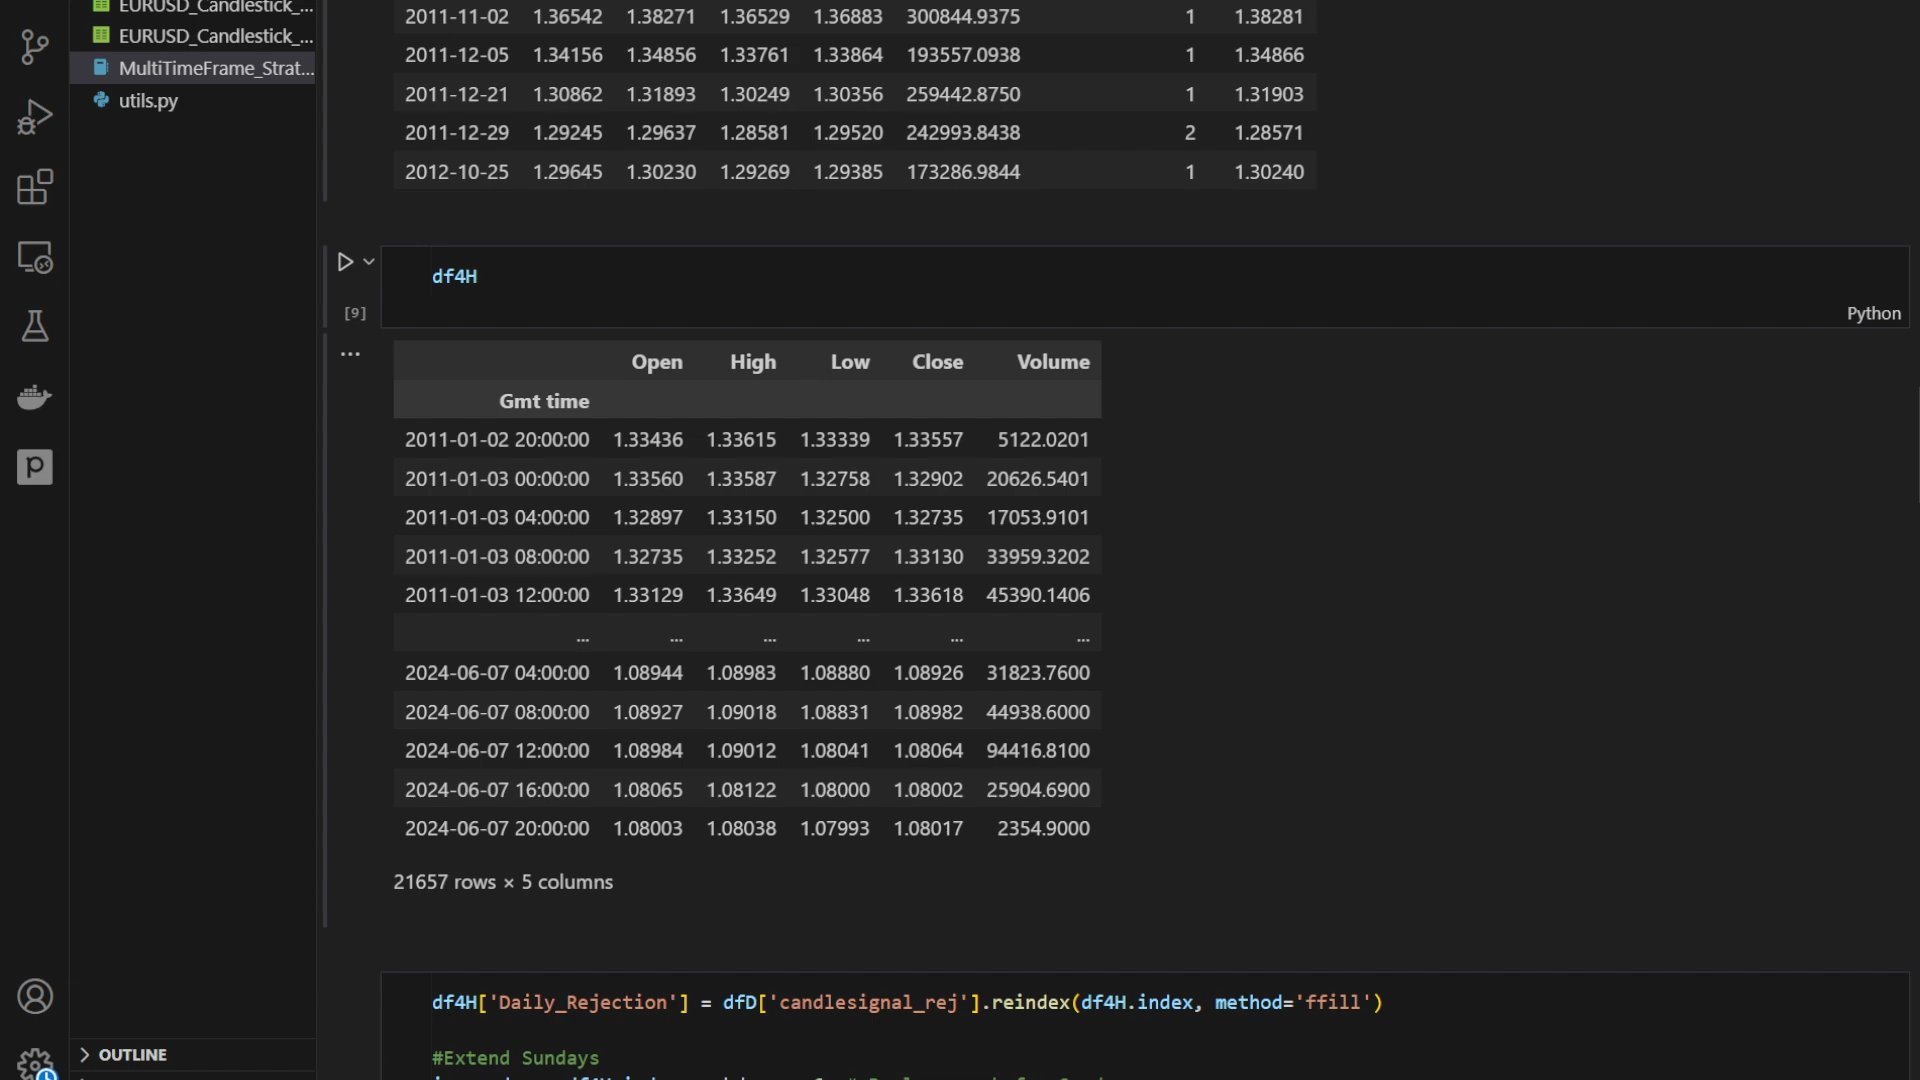 EURUSD_Candlestick_...
EURUSD_Candlestick_...
MultiTimeFrame_Strat...
utils.py
OUTLINE
2011-11-02 1.36542 1.38271 1.36529 1.36883 300844.9375 1 1.38281
2011-12-05 1.34156 1.34856 1.33761 1.33864 193557.0938 1 1.34866
2011-12-21 1.30862 1.31893 1.30249 1.30356 259442.8750 1 1.31903
2011-12-29 1.29245 1.29637 1.28581 1.29520 242993.8438 2 1.28571
2012-10-25 1.29645 1.30230 1.29269 1.29385 173286.9844 1 1.30240
df4H
[9]
Python
Open High Low Close Volume
Gmt time
2011-01-02 20:00:00 1.33436 1.33615 1.33339 1.33557 5122.0201
2011-01-03 00:00:00 1.33560 1.33587 1.32758 1.32902 20626.5401
2011-01-03 04:00:00 1.32897 1.33150 1.32500 1.32735 17053.9101
2011-01-03 08:00:00 1.32735 1.33252 1.32577 1.33130 33959.3202
2011-01-03 12:00:00 1.33129 1.33649 1.33048 1.33618 45390.1406
... ... ... ... ... ...
2024-06-07 04:00:00 1.08944 1.08983 1.08880 1.08926 31823.7600
2024-06-07 08:00:00 1.08927 1.09018 1.08831 1.08982 44938.6000
2024-06-07 12:00:00 1.08984 1.09012 1.08041 1.08064 94416.8100
2024-06-07 16:00:00 1.08065 1.08122 1.08000 1.08002 25904.6900
2024-06-07 20:00:00 1.08003 1.08038 1.07993 1.08017 2354.9000
21657 rows × 5 columns
df4H['Daily_Rejection'] = dfD['candlesignal_rej'].reindex(df4H.index, method='ffill')
#Extend Sundays